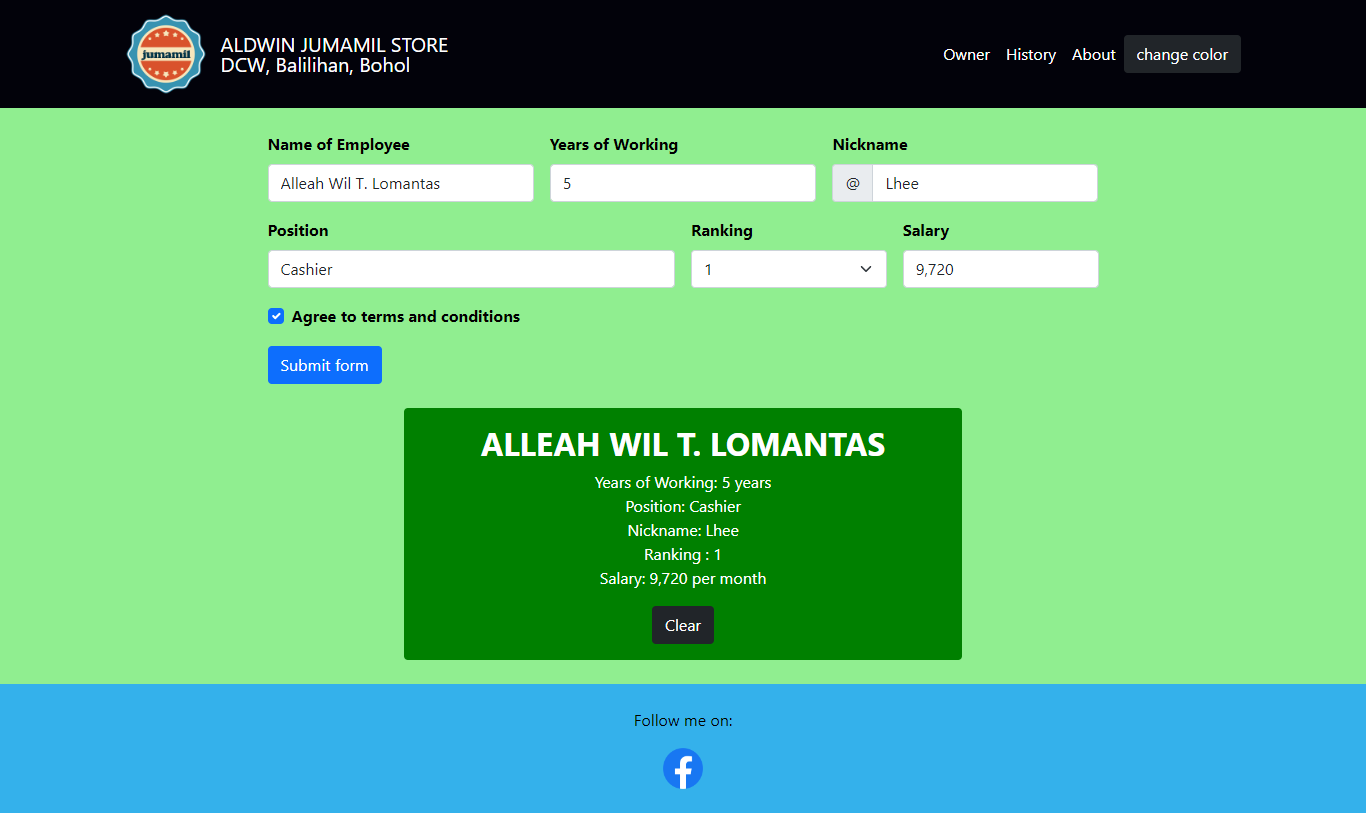 jumamil
ALDWIN JUMAMIL STORE
DCW, Balilihan, Bohol
Owner History About change color
Name of Employee Years of Working Nickname
Alleah Wil T. Lomantas 5 @ Lhee
Position Ranking Salary
Cashier 1 9,720
Agree to terms and conditions
Submit form
ALLEAH WIL T. LOMANTAS
Years of Working: 5 years
Position: Cashier
Nickname: Lhee
Ranking : 1
Salary: 9,720 per month
Clear
Follow me on: